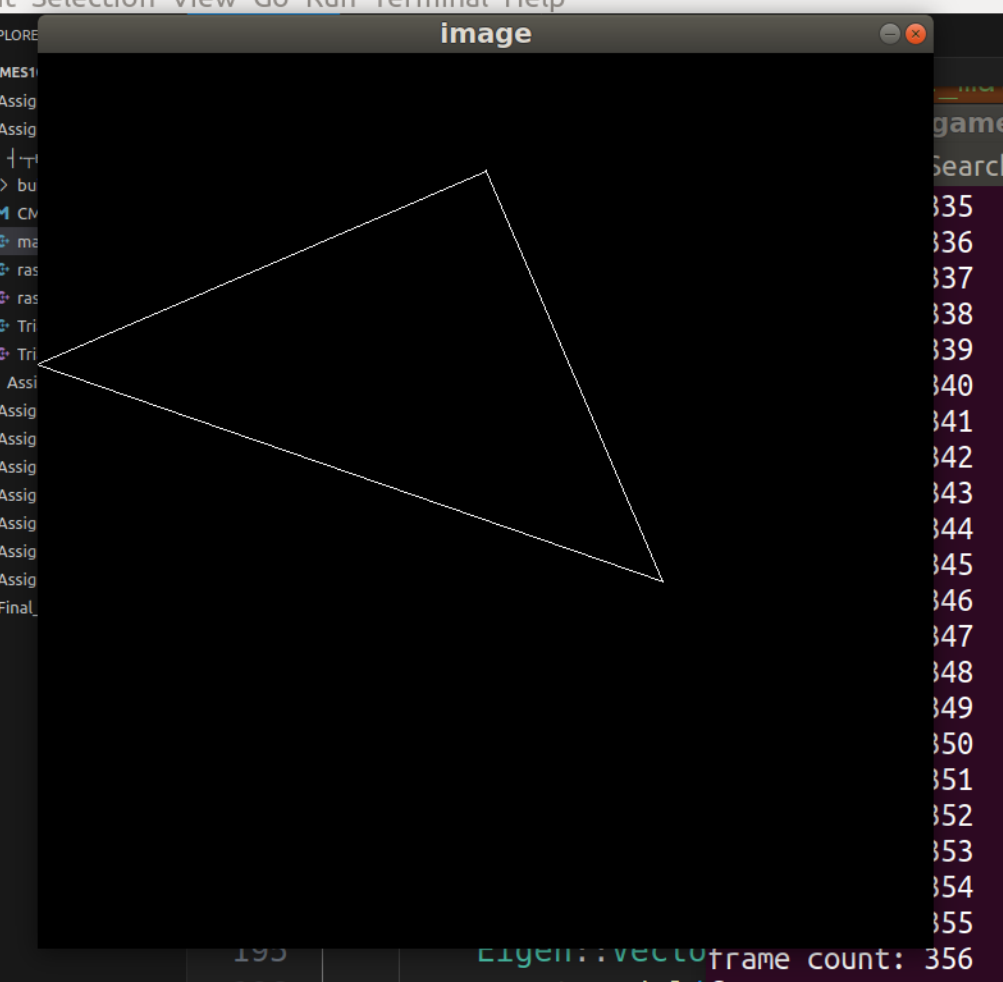 Selection View Go Run Terminal Help
image
PLORE
MES1
Assig
Assig
bu
CM
ma
ras
ras
Tri
Tri
Assi
Assig
Assig
Assig
Assig
Assig
Assig
Assig
Final_
game
Search
335
336
337
338
339
340
341
342
343
344
345
346
347
348
349
350
351
352
353
354
355
195 Eigen::Vecto
frame count: 356